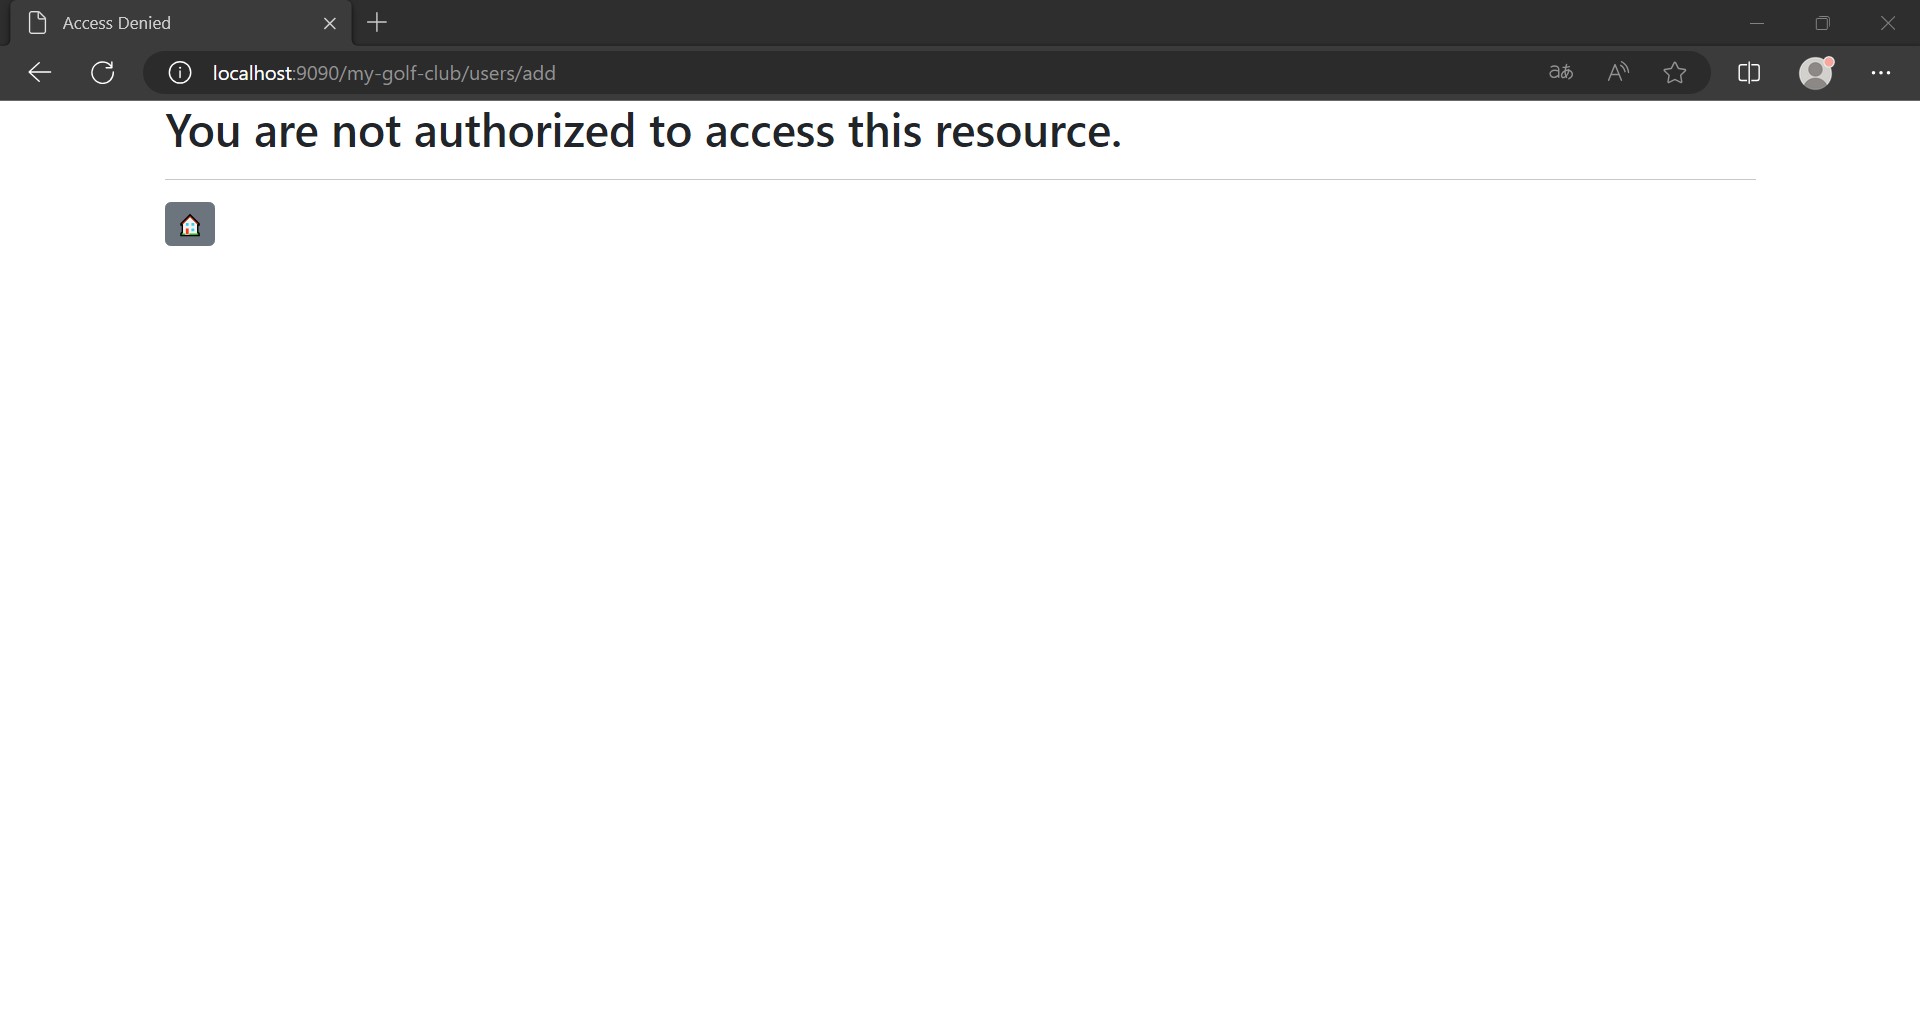 Access Denied
localhost:9090/my-golf-club/users/add
You are not authorized to access this resource.